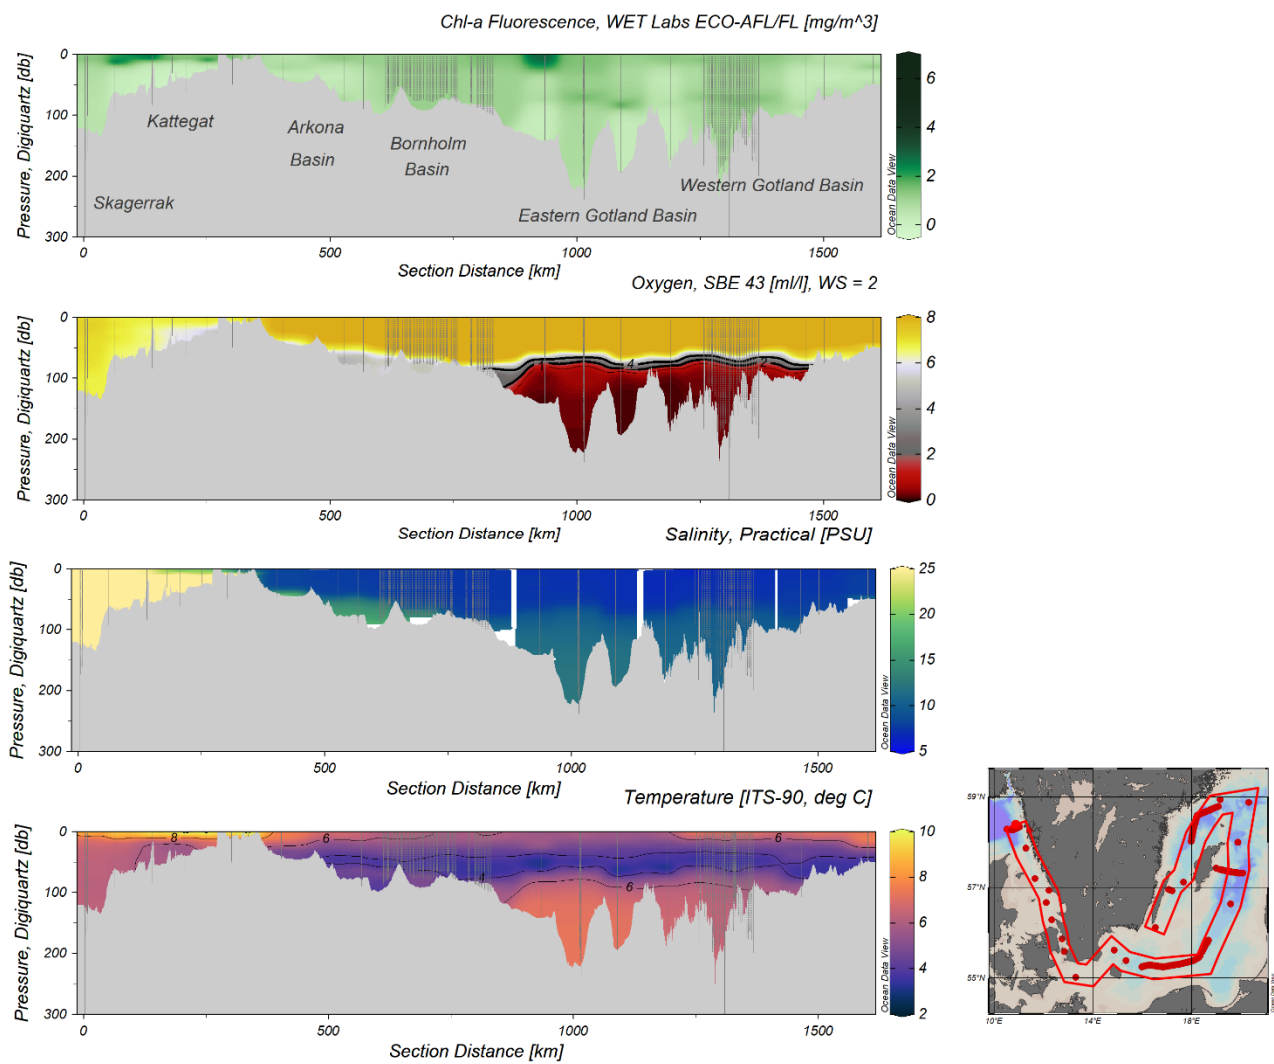 Chl-a Fluorescence, WET Labs ECO-AFL/FL [mg/m^3]
Pressure, Digiquartz [db]
0
100
200
300
Kattegat
Arkona
Basin
Bornholm
Basin
Skagerrak
Western Gotland Basin
Eastern Gotland Basin
Ocean Data View
6
4
2
0
0
500
1000
1500
Section Distance [km]
Oxygen, SBE 43 [ml/l], WS = 2
Pressure, Digiquartz [db]
0
100
200
300
4
2
Ocean Data View
8
6
4
2
0
0
500
1000
1500
Section Distance [km]
Salinity, Practical [PSU]
Pressure, Digiquartz [db]
0
100
200
300
Ocean Data View
25
20
15
10
5
0
500
1000
1500
Section Distance [km]
Temperature [ITS-90, deg C]
Pressure, Digiquartz [db]
0
100
200
300
8
6
6
4
6
Ocean Data View
10
8
6
4
2
0
500
1000
1500
Section Distance [km]
59°N
57°N
55°N
10°E
14°E
18°E
Ocean Data View